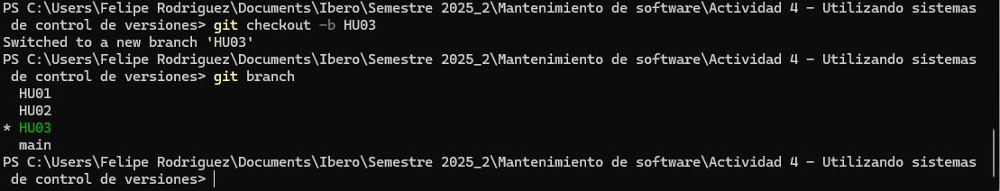 PS C:\Users\Felipe Rodriguez\Documents\Ibero\Semestre 2025_2\Mantenimiento de software\Actividad 4 - Utilizando sistemas
 de control de versiones> git checkout -b HU03
Switched to a new branch 'HU03'
PS C:\Users\Felipe Rodriguez\Documents\Ibero\Semestre 2025_2\Mantenimiento de software\Actividad 4 - Utilizando sistemas
 de control de versiones> git branch
  HU01
  HU02
* HU03
  main
PS C:\Users\Felipe Rodriguez\Documents\Ibero\Semestre 2025_2\Mantenimiento de software\Actividad 4 - Utilizando sistemas
 de control de versiones>